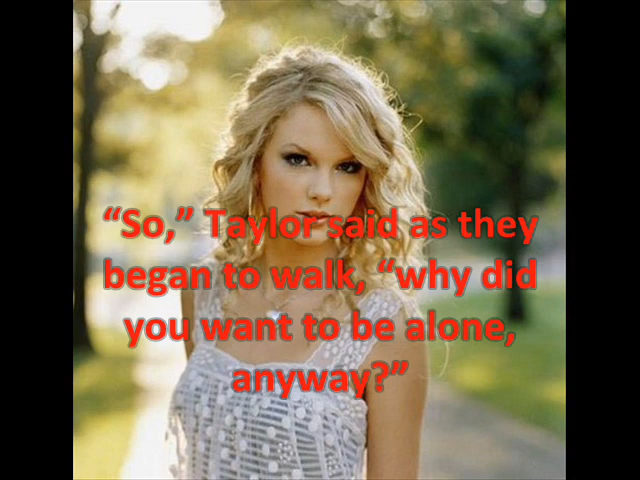 “So,” Taylor said as they
began to walk, “why did
you want to be alone,
anyway?”